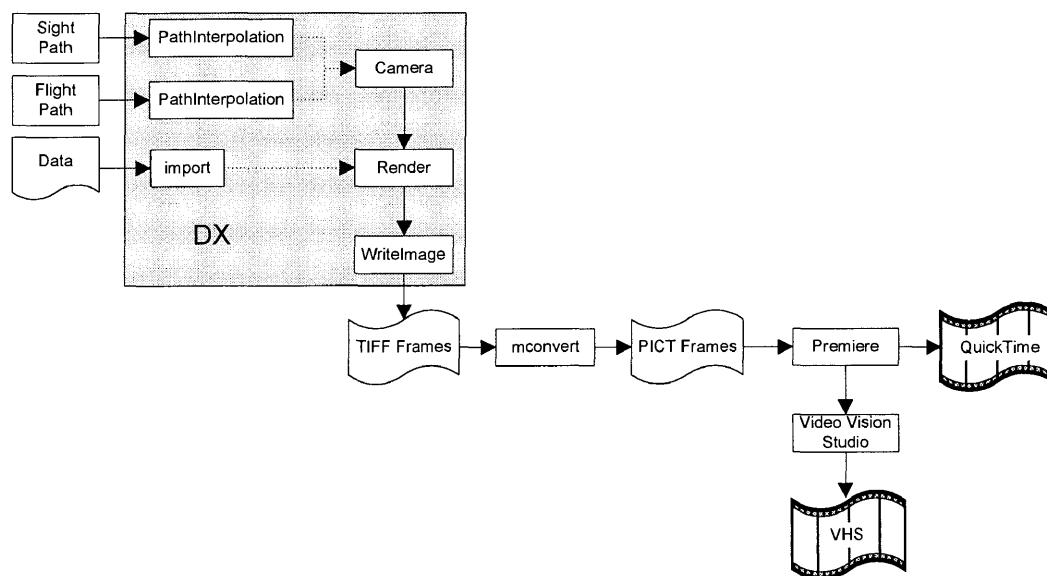 Sight
Path
PathInterpolation
Camera
Flight
Path
PathInterpolation
Data
import
Render
DX
WriteImage
TIFF Frames
mconvert
PICT Frames
Premiere
QuickTime
Video Vision
Studio
VHS